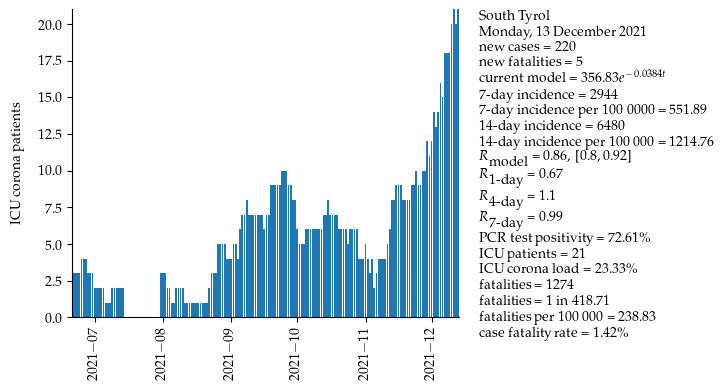 20.0
17.5
15.0
12.5
10.0
7.5
5.0
2.5
0.0
ICU corona patients
2021−07
2021−08
2021−09
2021−10
2021−11
2021−12
South Tyrol
Monday, 13 December 2021
new cases = 220
new fatalities = 5
current model = 356.83e^{−0.0384t}
7-day incidence = 2944
7-day incidence per 100 0000 = 551.89
14-day incidence = 6480
14-day incidence per 100 000 = 1214.76
R_model = 0.86, [0.8, 0.92]
R_1-day = 0.67
R_4-day = 1.1
R_7-day = 0.99
PCR test positivity = 72.61%
ICU patients = 21
ICU corona load = 23.33%
fatalities = 1274
fatalities = 1 in 418.71
fatalities per 100 000 = 238.83
case fatality rate = 1.42%